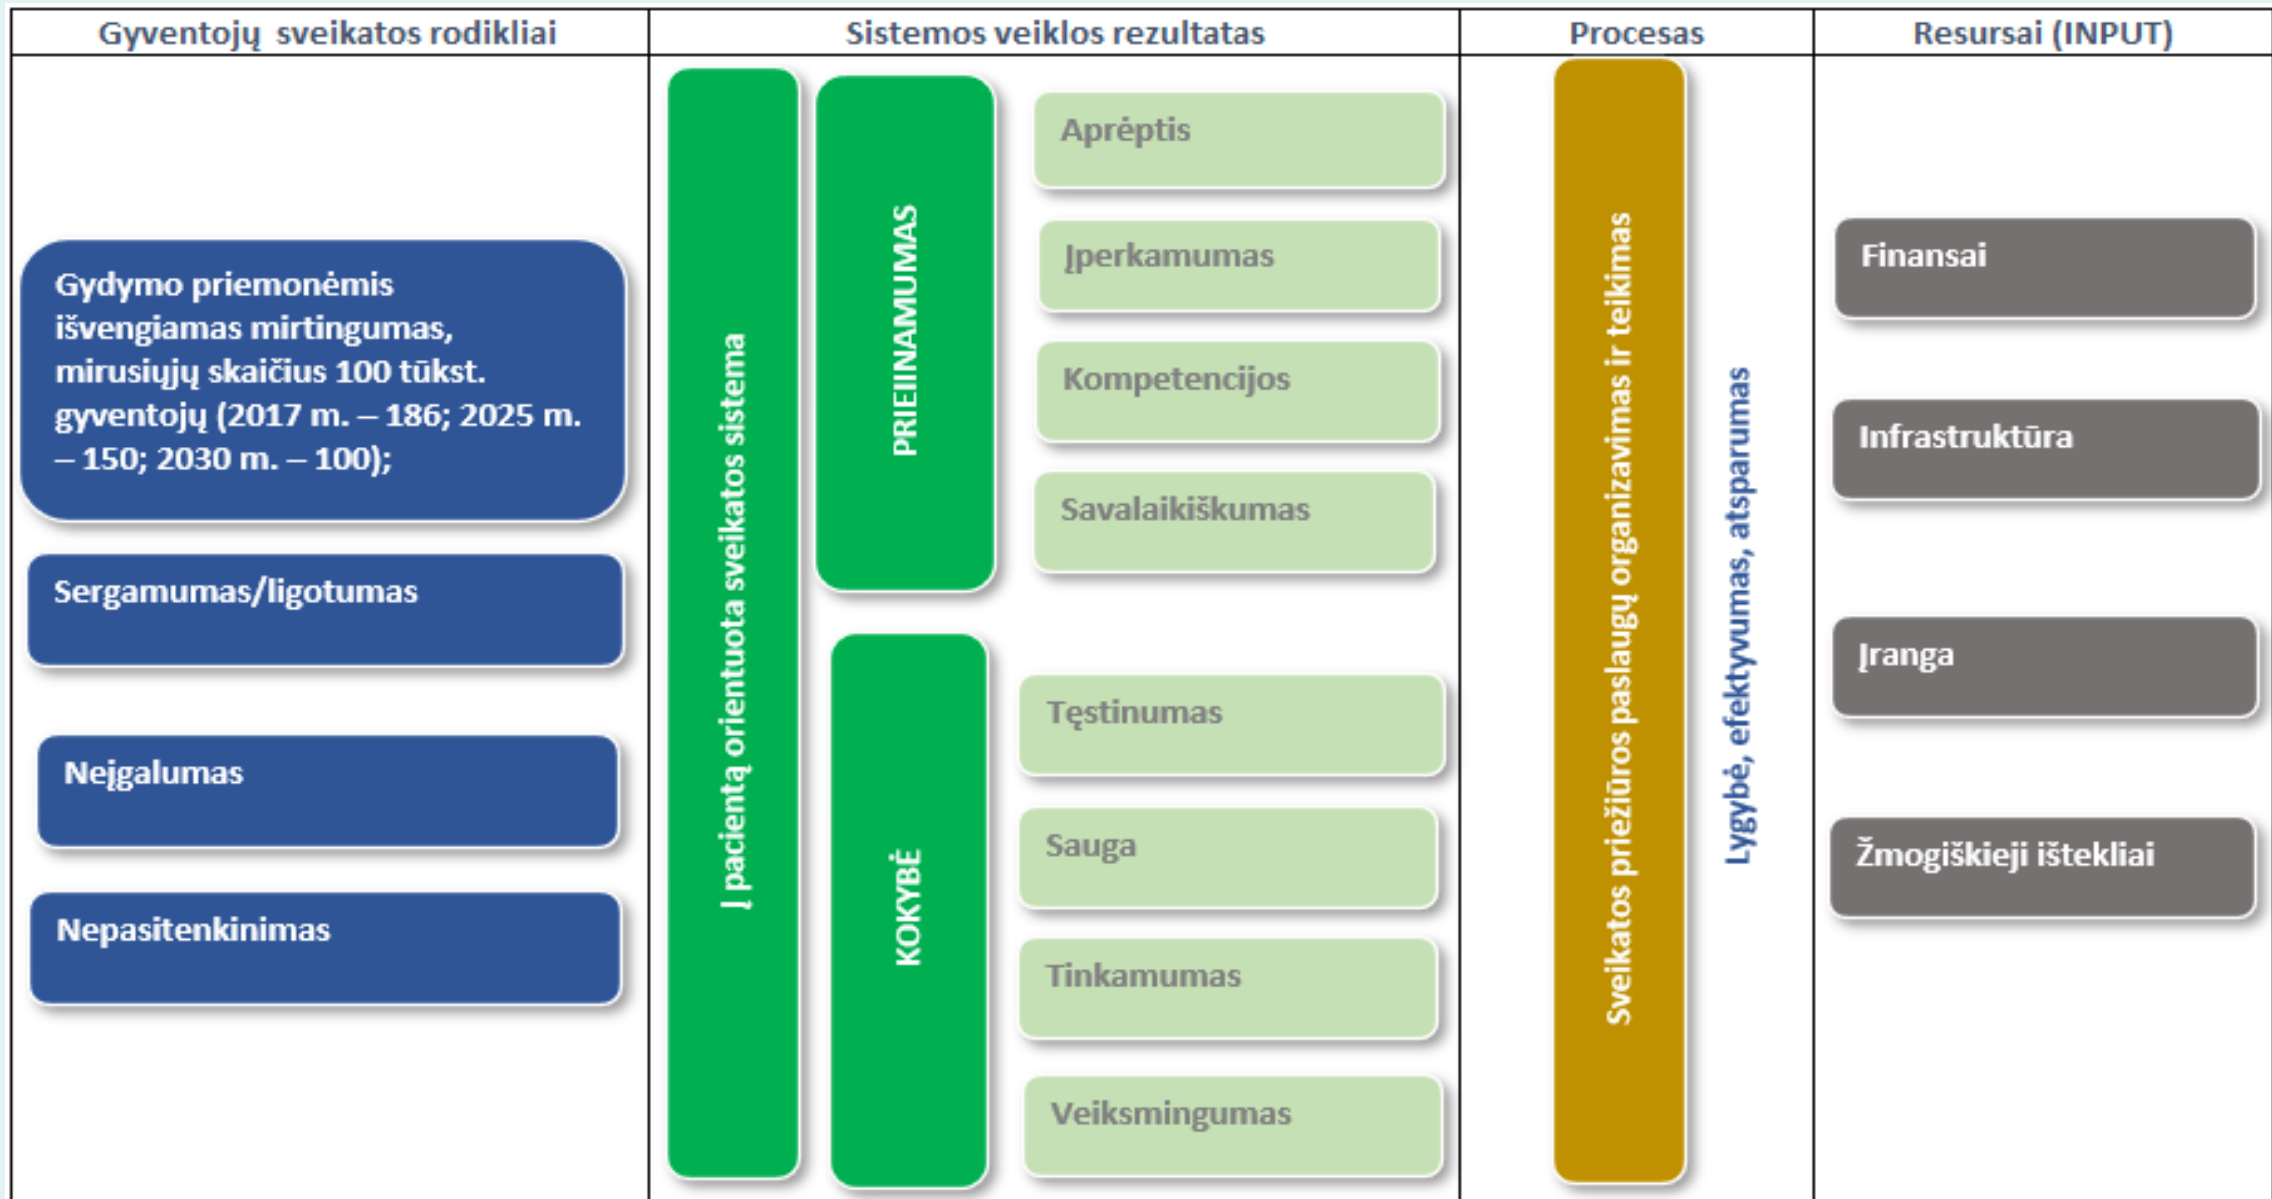 Gyventojų sveikatos rodikliai
Sistemos veiklos rezultatas
Procesas
Resursai (INPUT)
Gydymo priemonėmis
išvengiamas mirtingumas,
mirusiųjų skaičius 100 tūkst.
gyventojų (2017 m. – 186; 2025 m.
– 150; 2030 m. – 100);
Sergamumas/ligotumas
Neįgalumas
Nepasitenkinimas
Į pacientą orientuota sveikatos sistema
PRIEIINAMUMAS
Aprėptis
Įperkamumas
Kompetencijos
Savalaikiškumas
KOKYBĖ
Tęstinumas
Sauga
Tinkamumas
Veiksmingumas
Sveikatos priežiūros paslaugų organizavimas ir teikimas
Lygybė, efektyvumas, atsparumas
Finansai
Infrastruktūra
Įranga
Žmogiškieji ištekliai